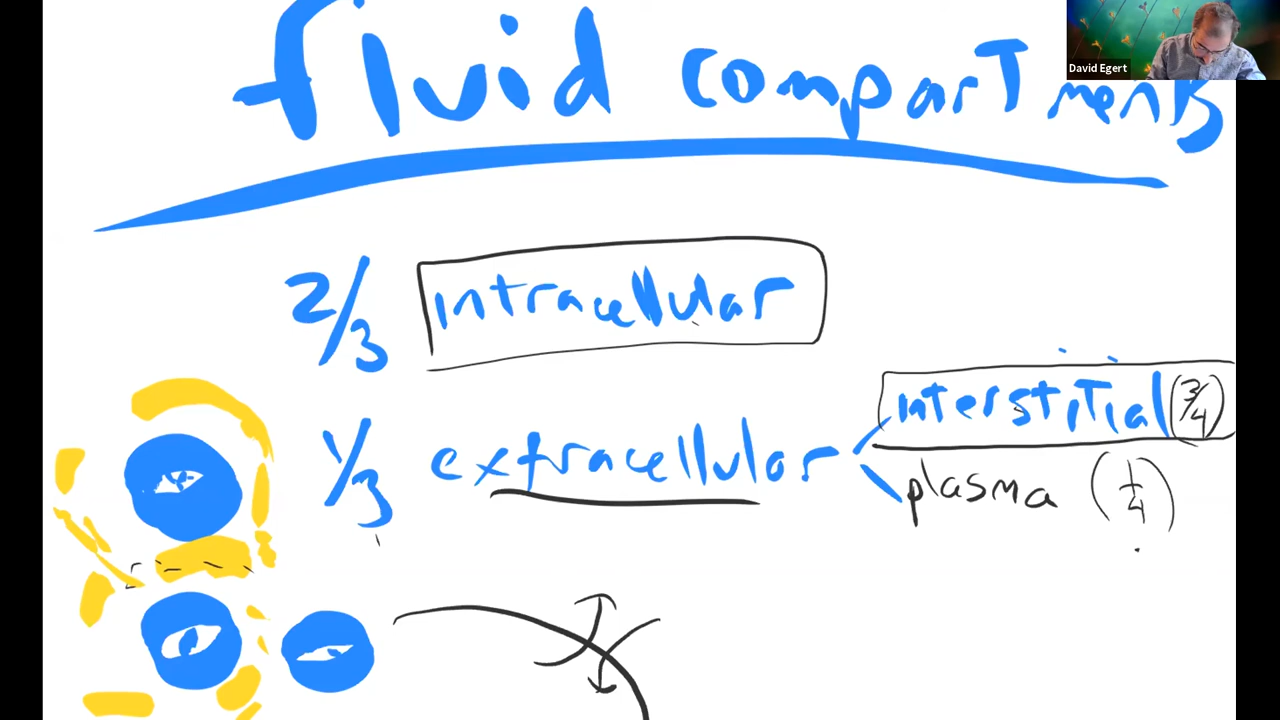 fluid compartments
David Egert
2/3 intracellular
interstitial (3/4)
1/3 extracellular
plasma (1/4)